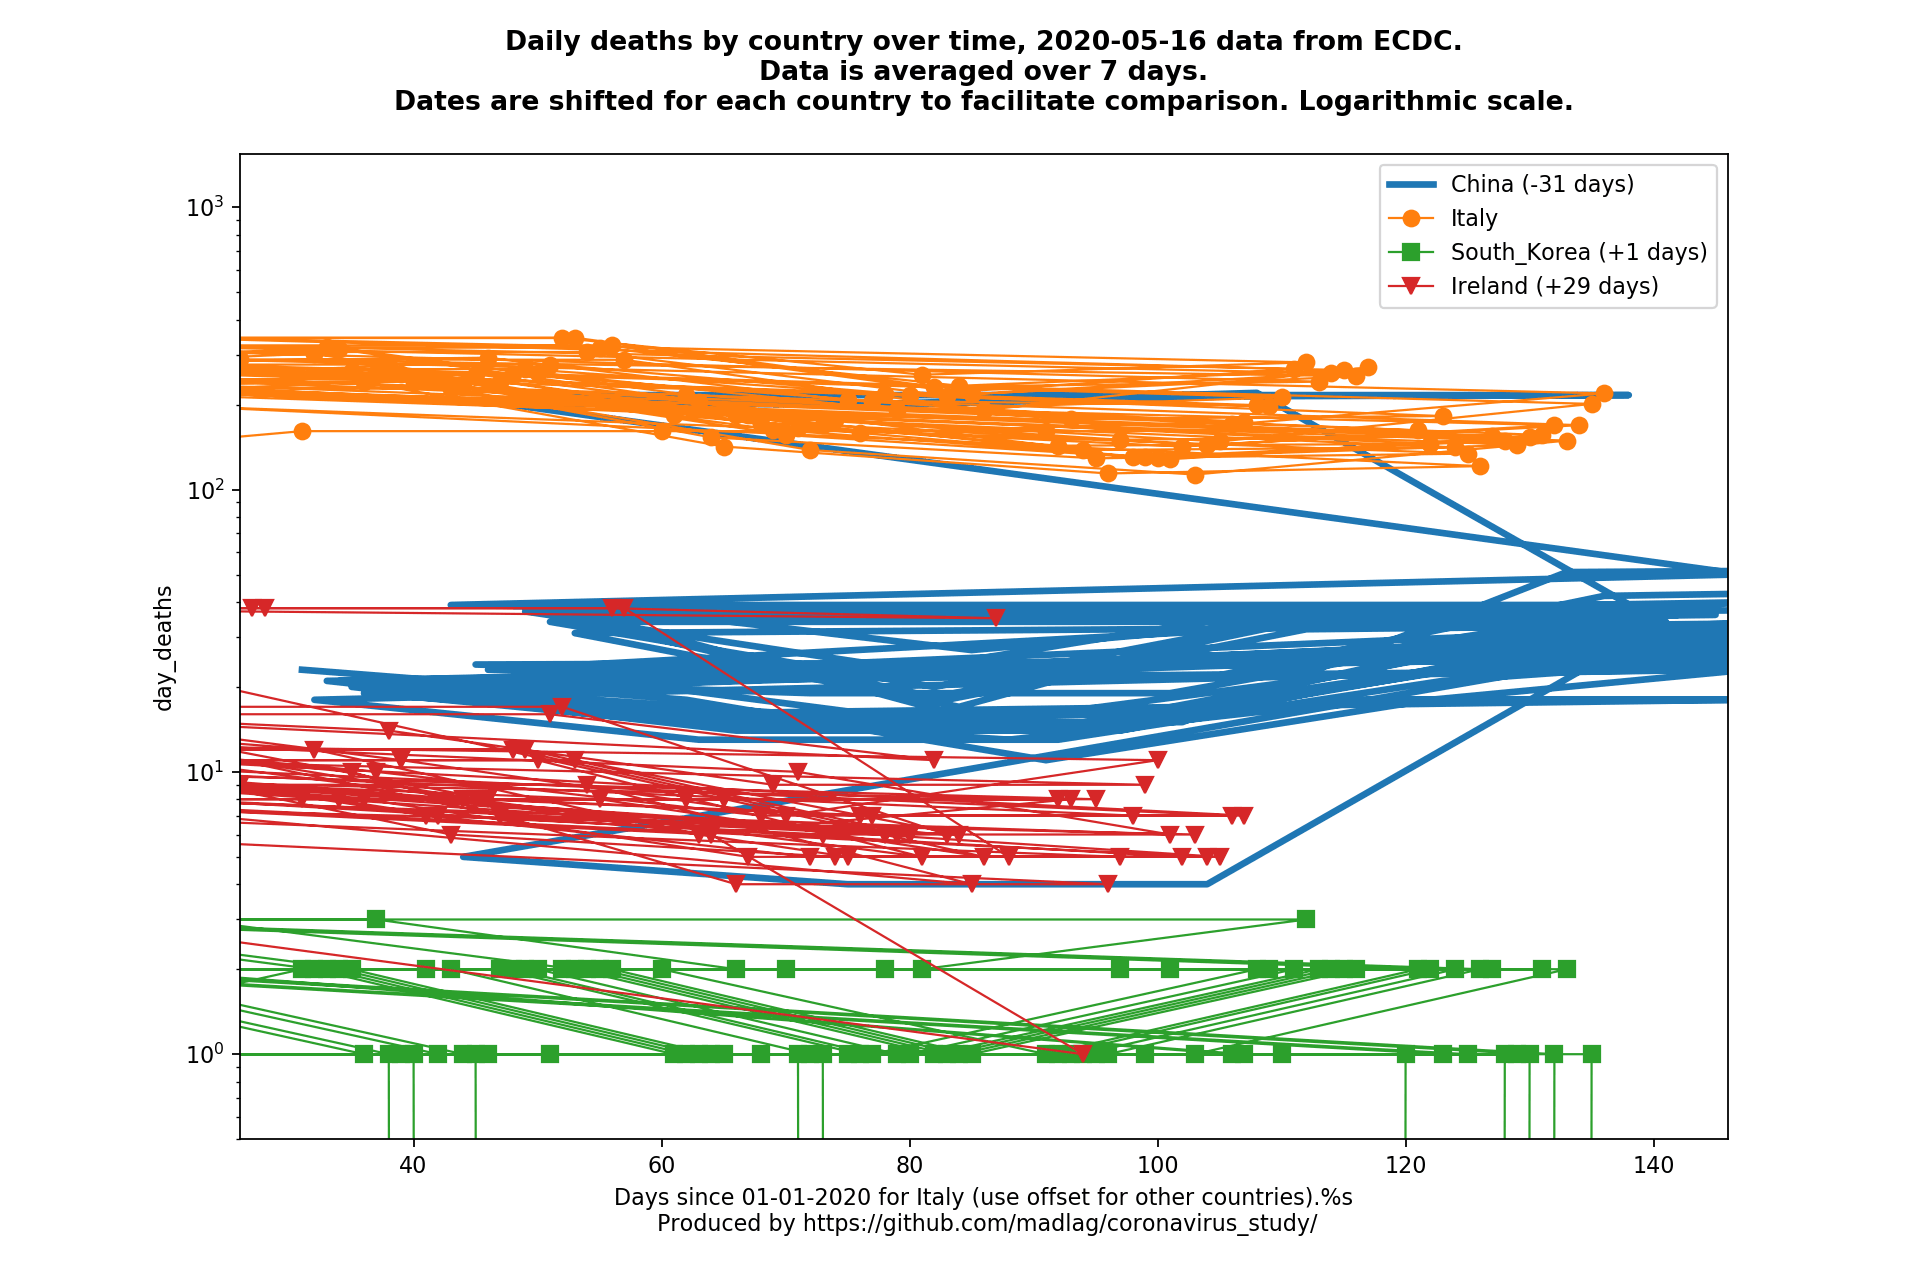 Daily deaths by country over time, 2020-05-16 data from ECDC.
Data is averaged over 7 days.
Dates are shifted for each country to facilitate comparison. Logarithmic scale.
China (-31 days)
Italy
South_Korea (+1 days)
Ireland (+29 days)
10³
10²
10¹
10⁰
day_deaths
40 60 80 100 120 140
Days since 01-01-2020 for Italy (use offset for other countries).%s
Produced by https://github.com/madlag/coronavirus_study/